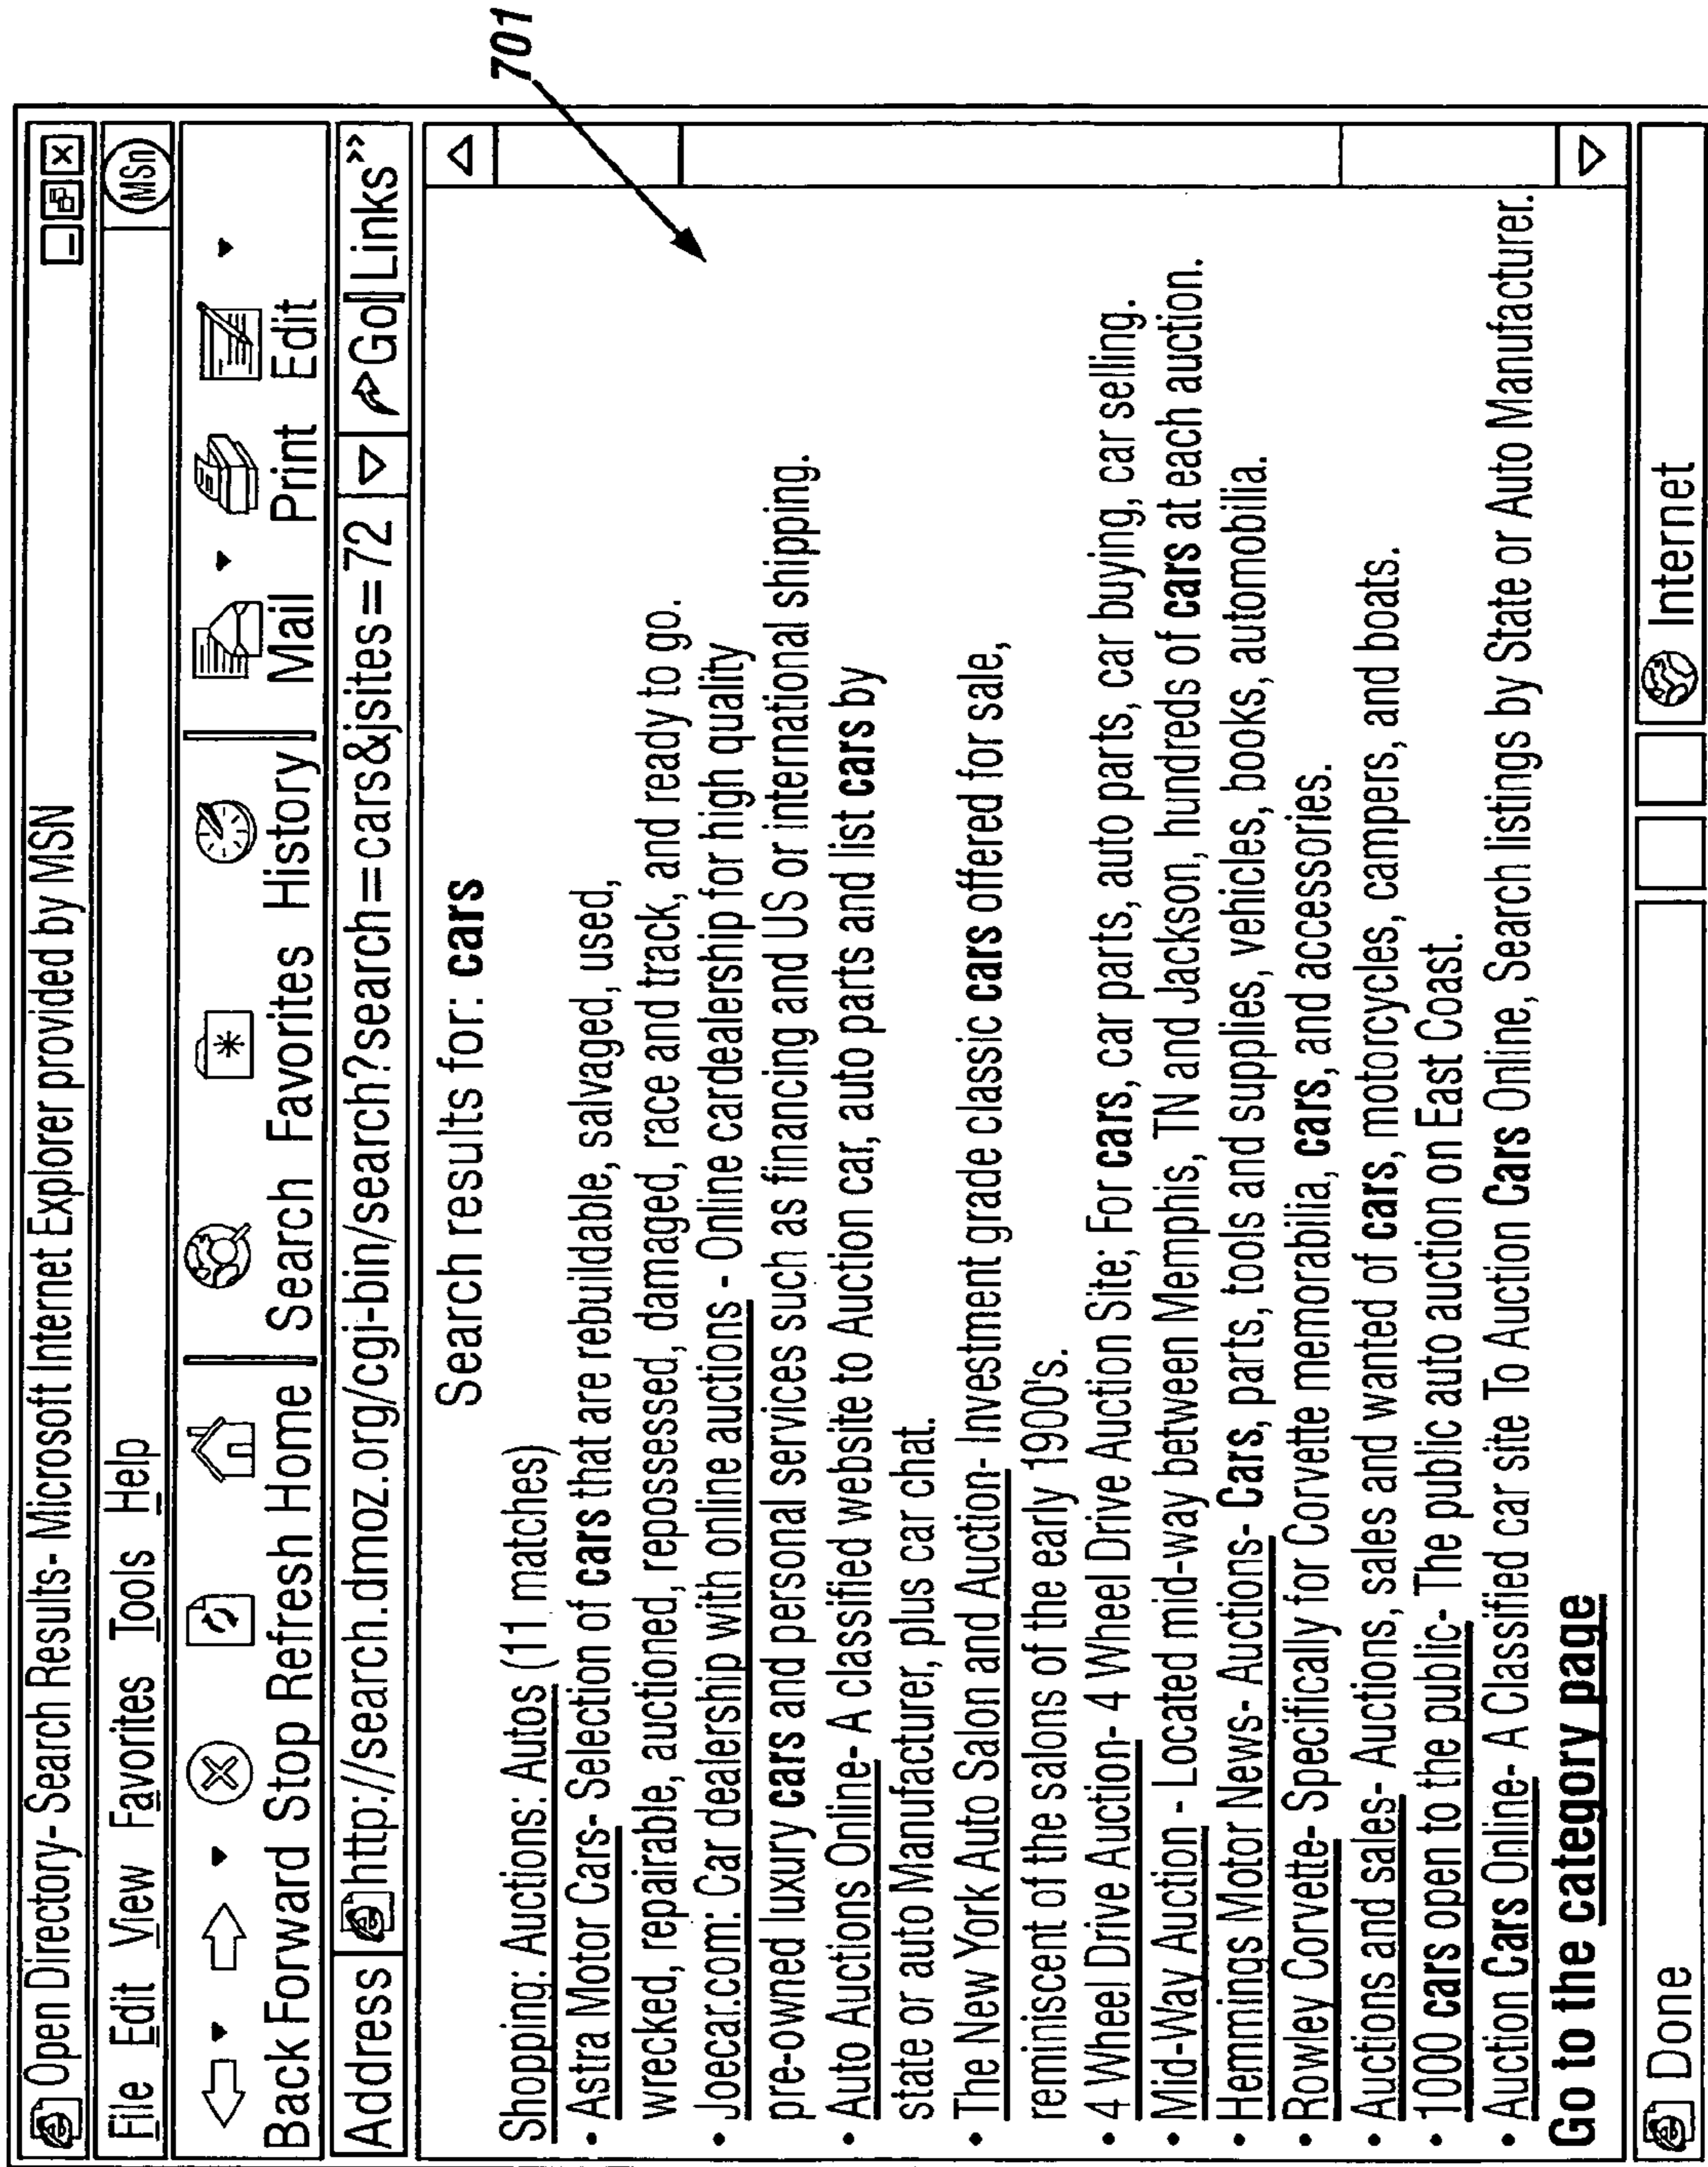 Open Directory- Search Results- Microsoft Internet Explorer provided by MSN
File Edit View Favorites Tools Help
MSn
Back Forward Stop Refresh Home Search Favorites History Mail Print Edit
Address http://search.dmoz.org/cgi-bin/search?search=cars&jsites=72 Go Links»
701
Search results for: cars
Shopping: Auctions: Autos (11 matches)
• Astra Motor Cars- Selection of cars that are rebuildable, salvaged, used,
wrecked, repairable, auctioned, repossessed, damaged, race and track, and ready to go.
• Joecar.com: Car dealership with online auctions - Online cardealership for high quality
pre-owned luxury cars and personal services such as financing and US or international shipping.
• Auto Auctions Online- A classified website to Auction car, auto parts and list cars by
state or auto Manufacturer, plus car chat.
• The New York Auto Salon and Auction- Investment grade classic cars offered for sale,
reminiscent of the salons of the early 1900's.
• 4 Wheel Drive Auction- 4 Wheel Drive Auction Site; For cars, car parts, auto parts, car buying, car selling.
• Mid-Way Auction - Located mid-way between Memphis, TN and Jackson, hundreds of cars at each auction.
• Hemmings Motor News- Auctions- Cars, parts, tools and supplies, vehicles, books, automobilia.
• Rowley Corvette- Specifically for Corvette memorabilia, cars, and accessories.
• Auctions and sales- Auctions, sales and wanted of cars, motorcycles, campers, and boats.
• 1000 cars open to the public- The public auto auction on East Coast.
• Auction Cars Online- A Classified car site To Auction Cars Online, Search listings by State or Auto Manufacturer.
Go to the category page
Done Internet